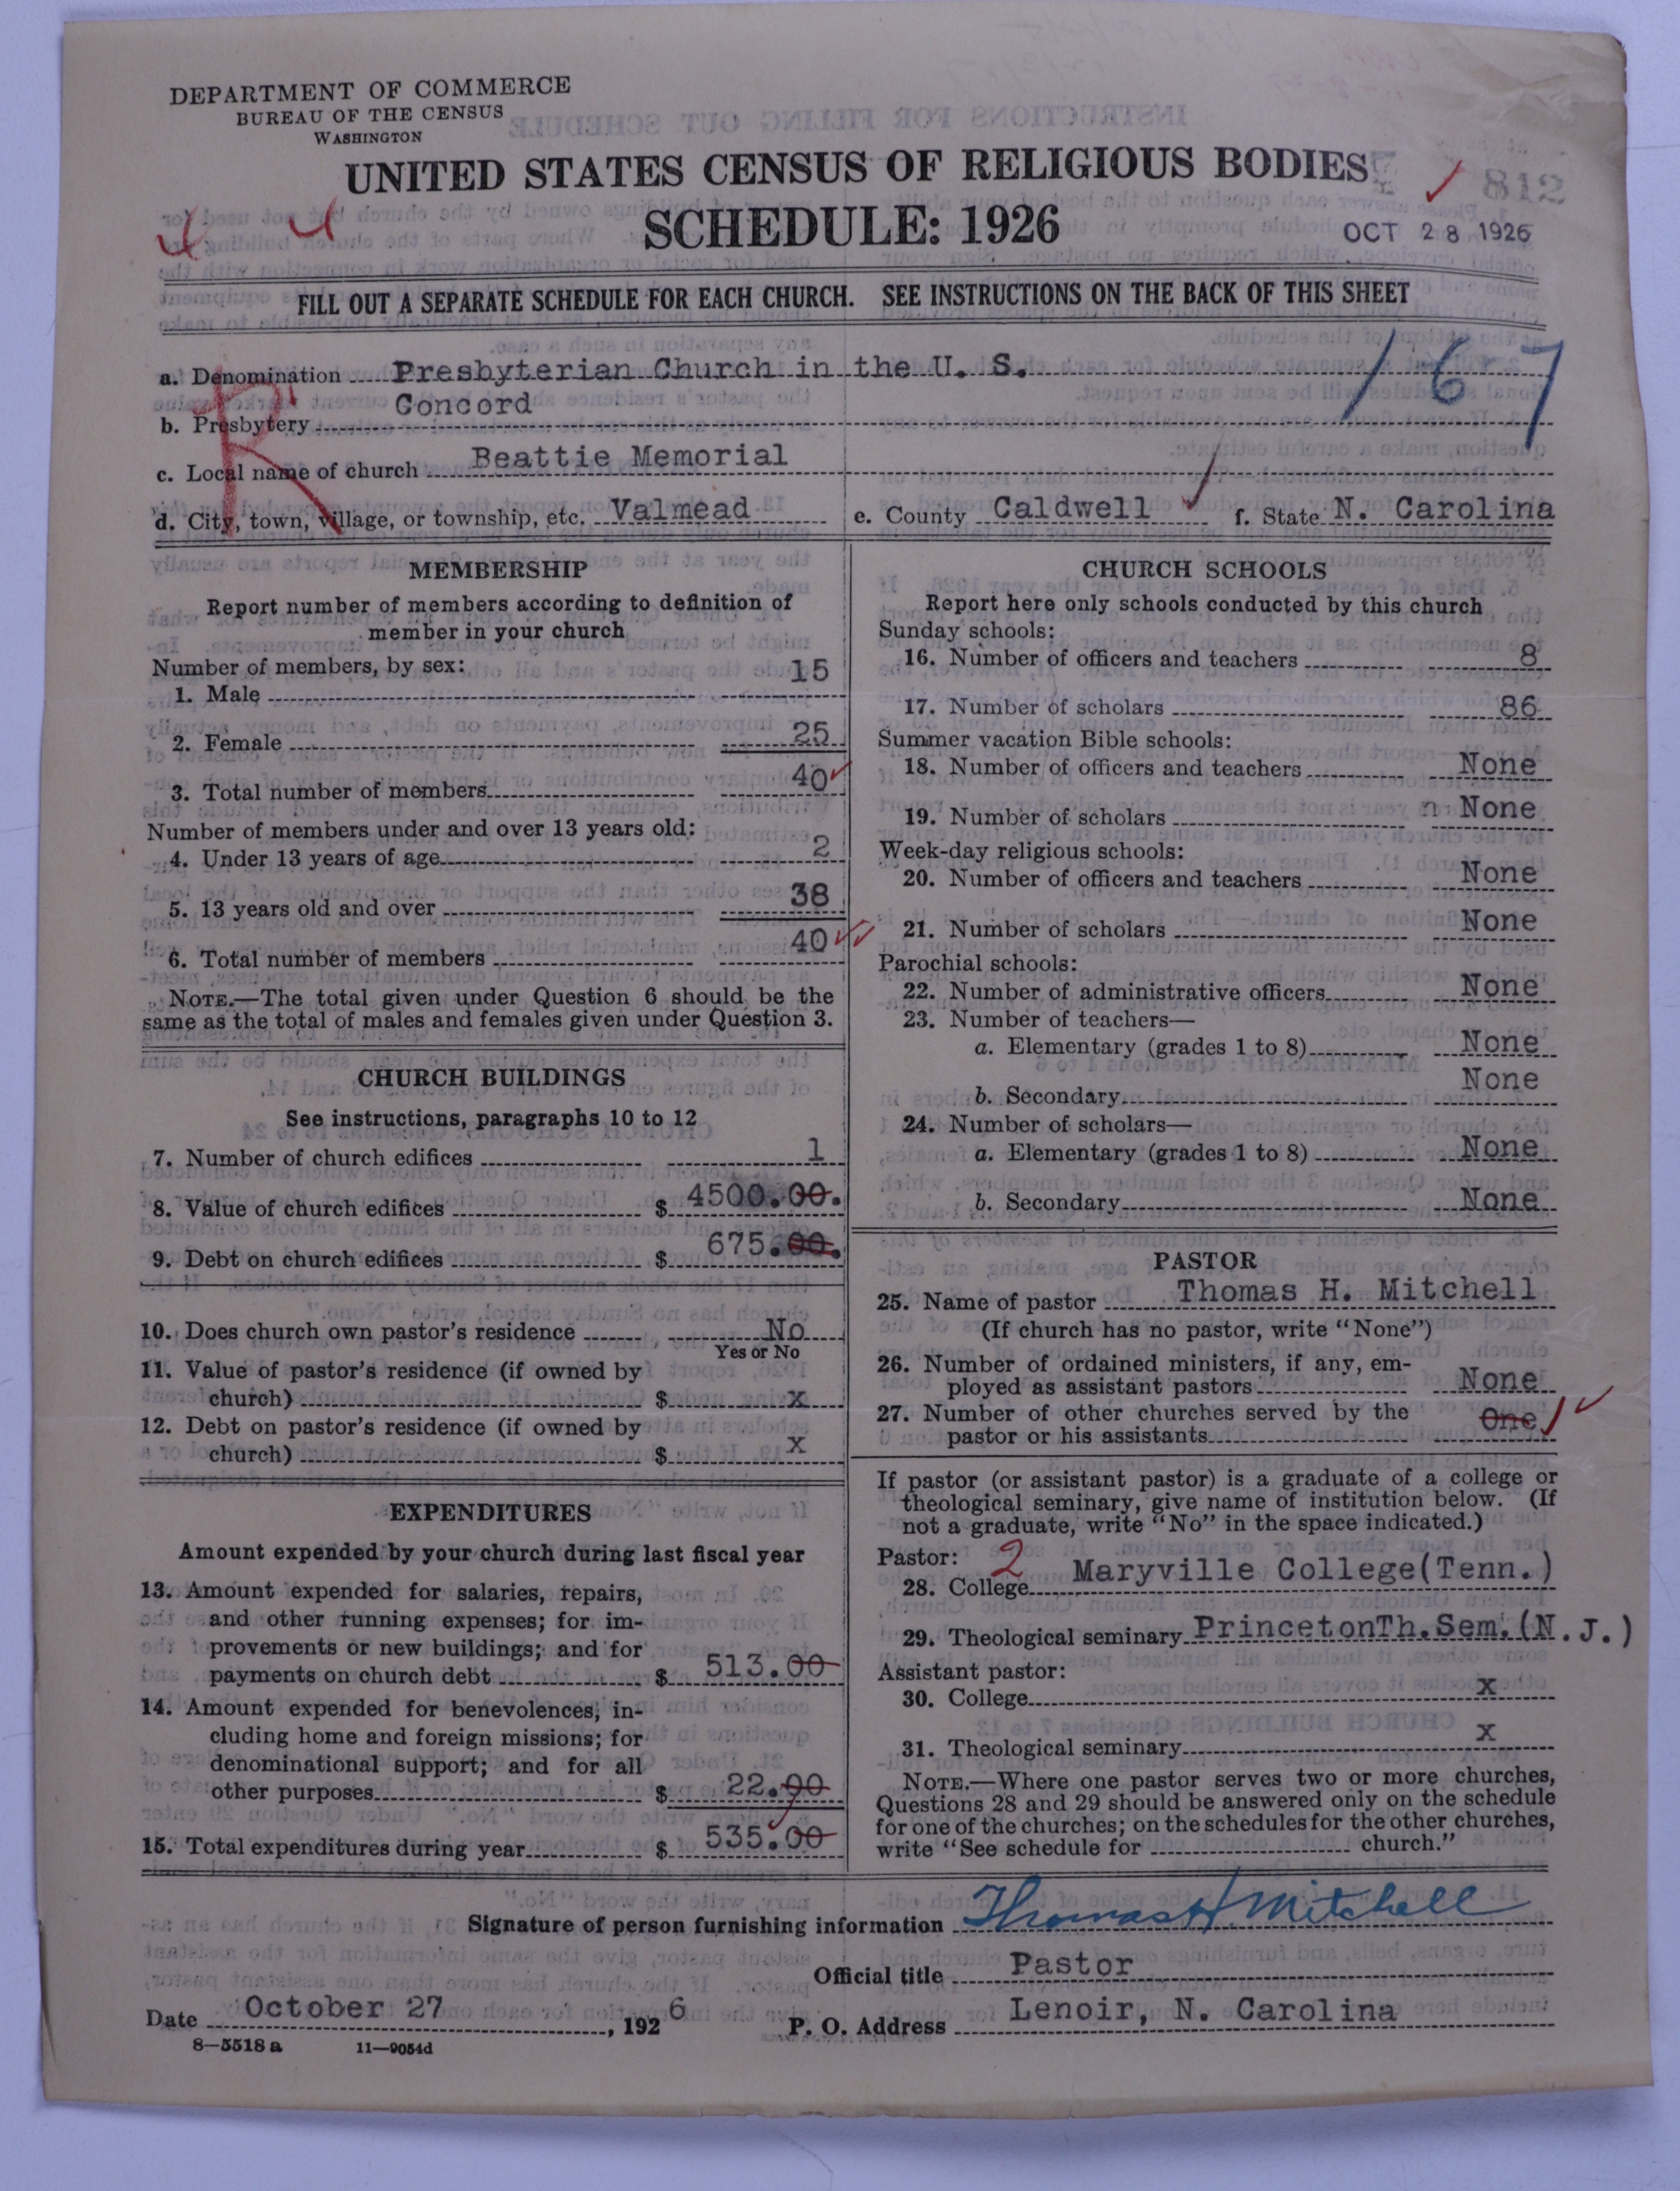 DEPARTMENT OF COMMERCE
BUREAU OF THE CENSUS
WASHINGTON
UNITED STATES CENSUS OF RELIGIOUS BODIES
812
SCHEDULE: 1926
OCT 28 1926
FILL OUT A SEPARATE SCHEDULE FOR EACH CHURCH. SEE INSTRUCTIONS ON THE BACK OF THIS SHEET
167
R
a. Denomination Presbyterian Church in the U. S.
b. Presbytery Concord
c. Local name of church Beattie Memorial
d. City, town, village, or township, etc. Valmead e. County Caldwell f. State N. Carolina
MEMBERSHIP
Report number of members according to definition of
member in your church
Number of members, by sex:
1. Male 15
2. Female 25
3. Total number of members 40
Number of members under and over 13 years old:
4. Under 13 years of age 2
5. 13 years old and over 38
6. Total number of members 40
NOTE.—The total given under Question 6 should be the
same as the total of males and females given under Question 3.
CHURCH BUILDINGS
See instructions, paragraphs 10 to 12
7. Number of church edifices 1
8. Value of church edifices $ 4500.00.
9. Debt on church edifices $ 675.00.
10. Does church own pastor's residence No
Yes or No
11. Value of pastor's residence (if owned by
church) $ x
12. Debt on pastor's residence (if owned by
church) $ x
EXPENDITURES
Amount expended by your church during last fiscal year
13. Amount expended for salaries, repairs,
and other running expenses; for im-
provements or new buildings; and for
payments on church debt $ 513.00
14. Amount expended for benevolences, in-
cluding home and foreign missions; for
denominational support; and for all
other purposes $ 22.00
15. Total expenditures during year $ 535.00
CHURCH SCHOOLS
Report here only schools conducted by this church
Sunday schools:
16. Number of officers and teachers 8
17. Number of scholars 86
Summer vacation Bible schools:
18. Number of officers and teachers None
19. Number of scholars n None
Week-day religious schools:
20. Number of officers and teachers None
21. Number of scholars None
Parochial schools:
22. Number of administrative officers None
23. Number of teachers—
a. Elementary (grades 1 to 8) None
b. Secondary None
24. Number of scholars—
a. Elementary (grades 1 to 8) None
b. Secondary None
PASTOR
25. Name of pastor Thomas H. Mitchell
(If church has no pastor, write "None")
26. Number of ordained ministers, if any, em-
ployed as assistant pastors None
27. Number of other churches served by the
pastor or his assistants One 1
If pastor (or assistant pastor) is a graduate of a college or
theological seminary, give name of institution below. (If
not a graduate, write "No" in the space indicated.)
Pastor: 2
28. College Maryville College(Tenn.)
29. Theological seminary PrincetonTh.Sem.(N.J.)
Assistant pastor:
30. College x
31. Theological seminary x
NOTE.—Where one pastor serves two or more churches,
Questions 28 and 29 should be answered only on the schedule
for one of the churches; on the schedules for the other churches,
write "See schedule for church."
Signature of person furnishing information Thomas H. Mitchell
Official title Pastor
Date October 27, 1926 P. O. Address Lenoir, N. Carolina
8—5518a 11—9054d